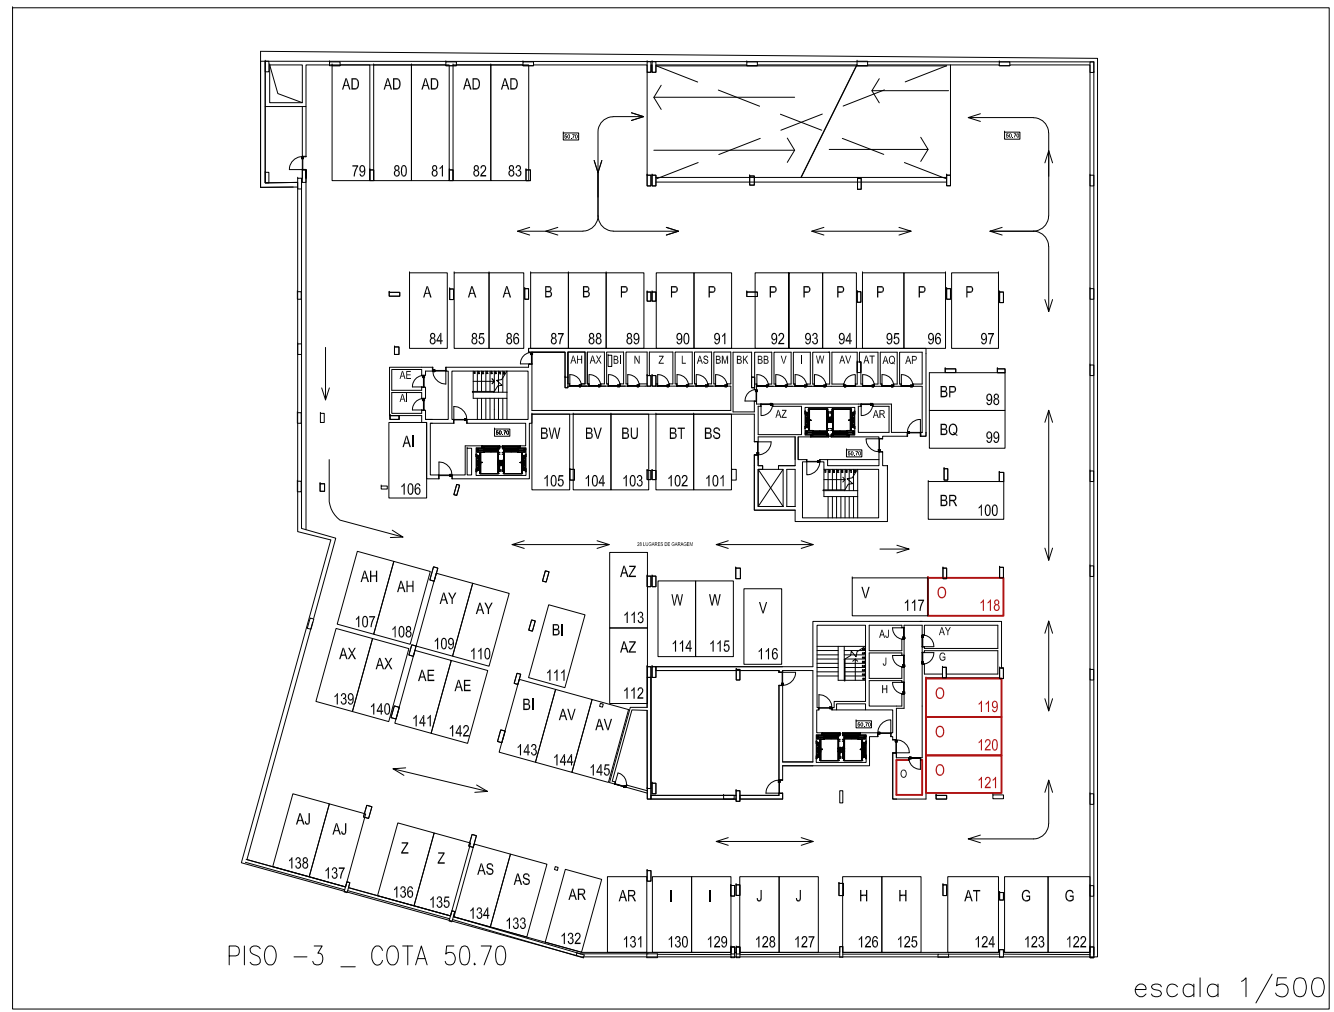 AD AD AD AD AD
50.70 50.70
79 80 81 82 83
A A A B B P P P P P P P P P
84 85 86 87 88 89 90 91 92 93 94 95 96 97
AH AX BI N Z L AS BM BK BB V I W AV AT AQ AP
AE
AI
BP 98
AZ AR
BQ 99
AI BW BV BU BT BS
50.70 50.70
106 105 104 103 102 101
BR 100
28 LUGARES DE GARAGEM
AZ
113
AH AH AY AY
107 108 109 110
W W V
114 115 116
V 117 O 118
BI
111
AZ
112
AJ AY
J G
H
AX AX AE AE
139 140 141 142
O 119
BI AV AV
143 144 145
50.70
O 120
O
O 121
AJ AJ
138 137
Z Z
136 135
AS AS
134 133
AR AR I I J J H H AT G G
132 131 130 129 128 127 126 125 124 123 122
PISO -3 _ COTA 50.70
escala 1/500